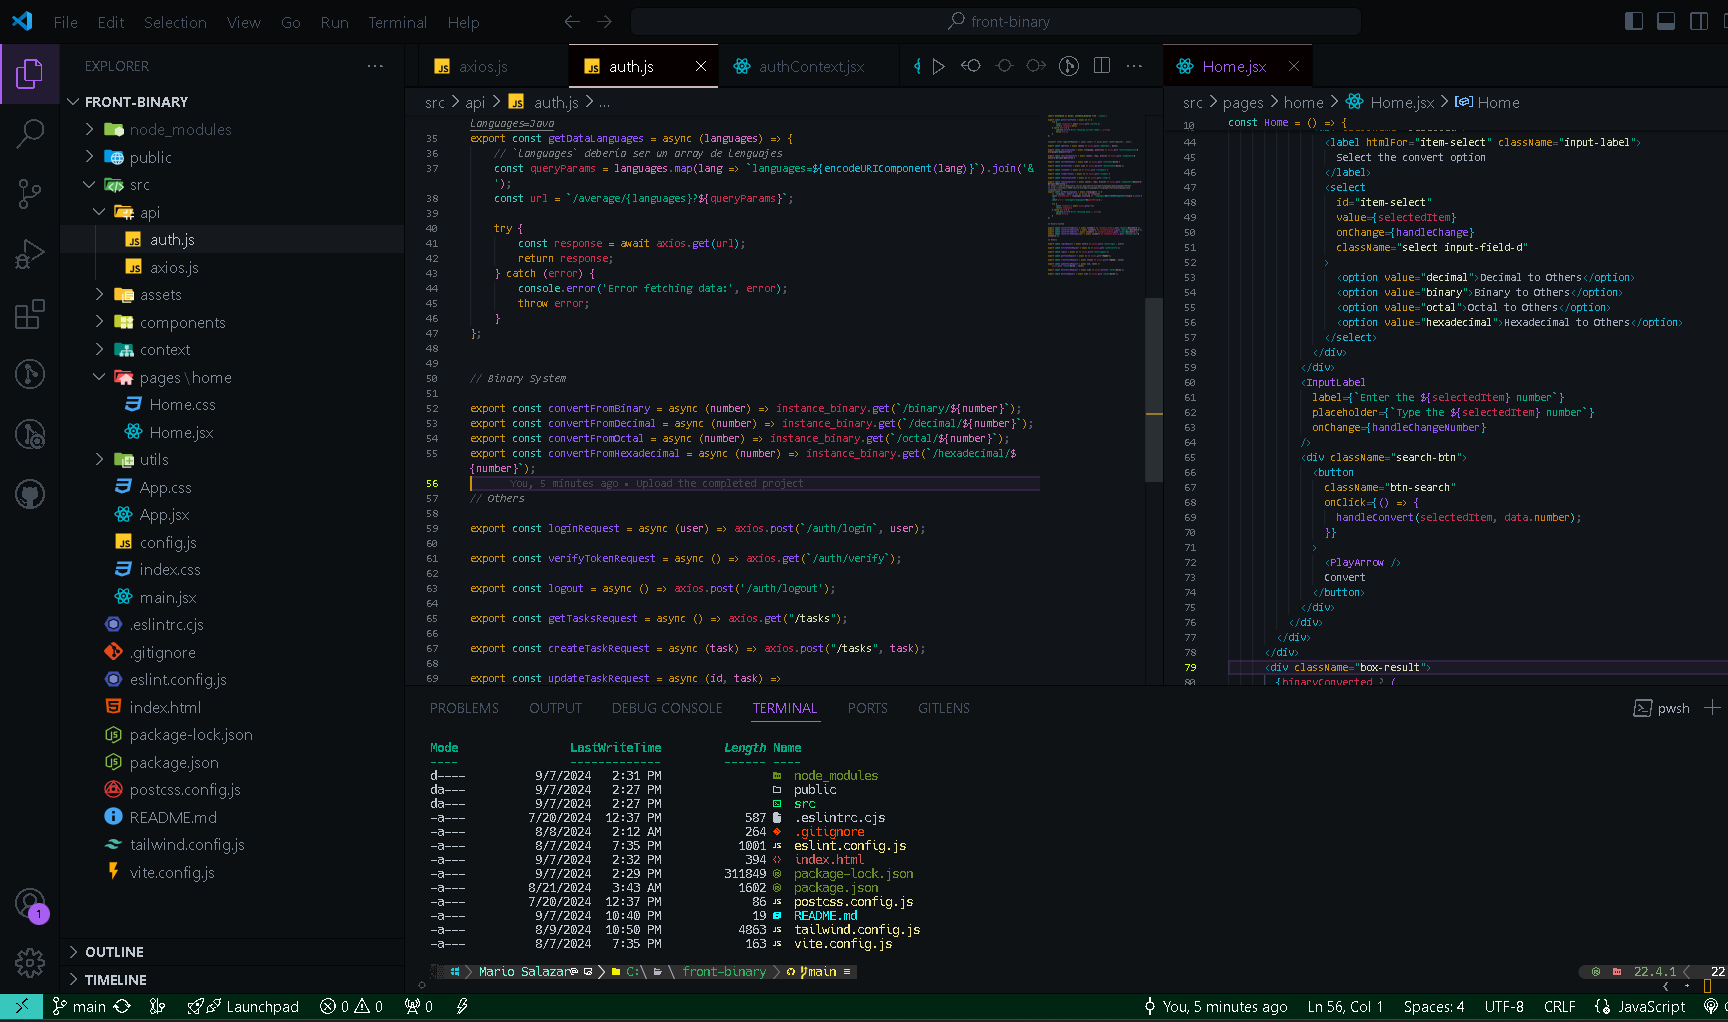 File Edit Selection View Go Run Terminal Help
front-binary
EXPLORER
FRONT-BINARY
node_modules
public
src
api
auth.js
axios.js
assets
components
context
pages\home
Home.css
Home.jsx
utils
App.css
App.jsx
config.js
index.css
main.jsx
.eslintrc.cjs
.gitignore
eslint.config.js
index.html
package-lock.json
package.json
postcss.config.js
README.md
tailwind.config.js
vite.config.js
OUTLINE
TIMELINE
axios.js
auth.js
authContext.jsx
src > api > auth.js > ...
Languages=Java
35 export const getDataLanguages = async (languages) => {
36 // `Languages` debería ser un array de Lenguajes
37 const queryParams = languages.map(lang => `languages=${encodeURIComponent(lang)}`).join('&
');
38 const url = `/average/{languages}?${queryParams}`;
39
40 try {
41 const response = await axios.get(url);
42 return response;
43 } catch (error) {
44 console.error('Error fetching data:', error);
45 throw error;
46 }
47 };
48
49
50 // Binary System
51
52 export const convertFromBinary = async (number) => instance_binary.get(`/binary/${number}`);
53 export const convertFromDecimal = async (number) => instance_binary.get(`/decimal/${number}`);
54 export const convertFromOctal = async (number) => instance_binary.get(`/octal/${number}`);
55 export const convertFromHexadecimal = async (number) => instance_binary.get(`/hexadecimal/$
{number}`);
56 You, 5 minutes ago • Upload the completed project
57 // Others
58
59 export const loginRequest = async (user) => axios.post(`/auth/login`, user);
60
61 export const verifyTokenRequest = async () => axios.get(`/auth/verify`);
62
63 export const logout = async () => axios.post('/auth/logout');
64
65 export const getTasksRequest = async () => axios.get("/tasks");
66
67 export const createTaskRequest = async (task) => axios.post("/tasks", task);
68
69 export const updateTaskRequest = async (id, task) =>
Home.jsx
src > pages > home > Home.jsx > Home
10 const Home = () => {
44 <label htmlFor="item-select" className="input-label">
45 Select the convert option
46 </label>
47 <select
48 id="item-select"
49 value={selectedItem}
50 onChange={handleChange}
51 className="select input-field-d"
52 >
53 <option value="decimal">Decimal to Others</option>
54 <option value="binary">Binary to Others</option>
55 <option value="octal">Octal to Others</option>
56 <option value="hexadecimal">Hexadecimal to Others</option>
57 </select>
58 </div>
59 </div>
60 <InputLabel
61 label={`Enter the ${selectedItem} number`}
62 placeholder={`Type the ${selectedItem} number`}
63 onChange={handleChangeNumber}
64 />
65 <div className="search-btn">
66 <button
67 className="btn-search"
68 onClick={() => {
69 handleConvert(selectedItem, data.number);
70 }}
71 >
72 <PlayArrow />
73 Convert
74 </button>
75 </div>
76 </div>
77 </div>
78 </div>
79 <div className="box-result">
80 {binaryConverted ? (
PROBLEMS OUTPUT DEBUG CONSOLE TERMINAL PORTS GITLENS
pwsh
Mode LastWriteTime Length Name
---- ------------- ------ ----
d---- 9/7/2024 2:31 PM node_modules
da--- 9/7/2024 2:27 PM public
da--- 9/7/2024 2:27 PM src
-a--- 7/20/2024 12:37 PM 587 .eslintrc.cjs
-a--- 8/8/2024 2:12 AM 264 .gitignore
-a--- 8/7/2024 7:35 PM 1001 eslint.config.js
-a--- 9/7/2024 2:32 PM 394 index.html
-a--- 9/7/2024 2:29 PM 311849 package-lock.json
-a--- 8/21/2024 3:43 AM 1602 package.json
-a--- 7/20/2024 12:37 PM 86 postcss.config.js
-a--- 9/7/2024 10:40 PM 19 README.md
-a--- 8/9/2024 10:50 PM 4863 tailwind.config.js
-a--- 8/7/2024 7:35 PM 163 vite.config.js
Mario Salazar@ C:\ \ front-binary main ≡
22.4.1 22
1
main Launchpad 0 0 0
You, 5 minutes ago Ln 56, Col 1 Spaces: 4 UTF-8 CRLF JavaScript